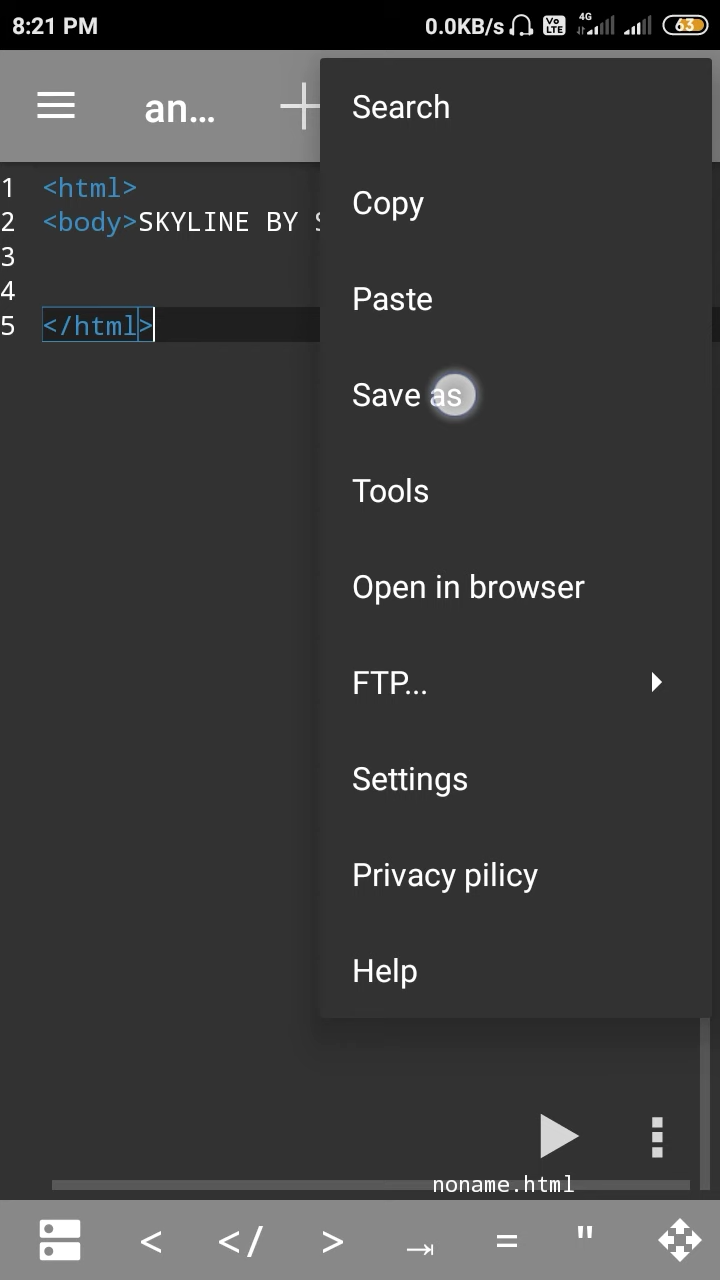 8:21 PM 0.0KB/s Vo LTE 4G 63
an...
Search
1 <html>
2 <body>SKYLINE BY
Copy
3
4
Paste
5 </html>
Save as
Tools
Open in browser
FTP...
Settings
Privacy pilicy
Help
noname.html
< </ > ⇥ = "